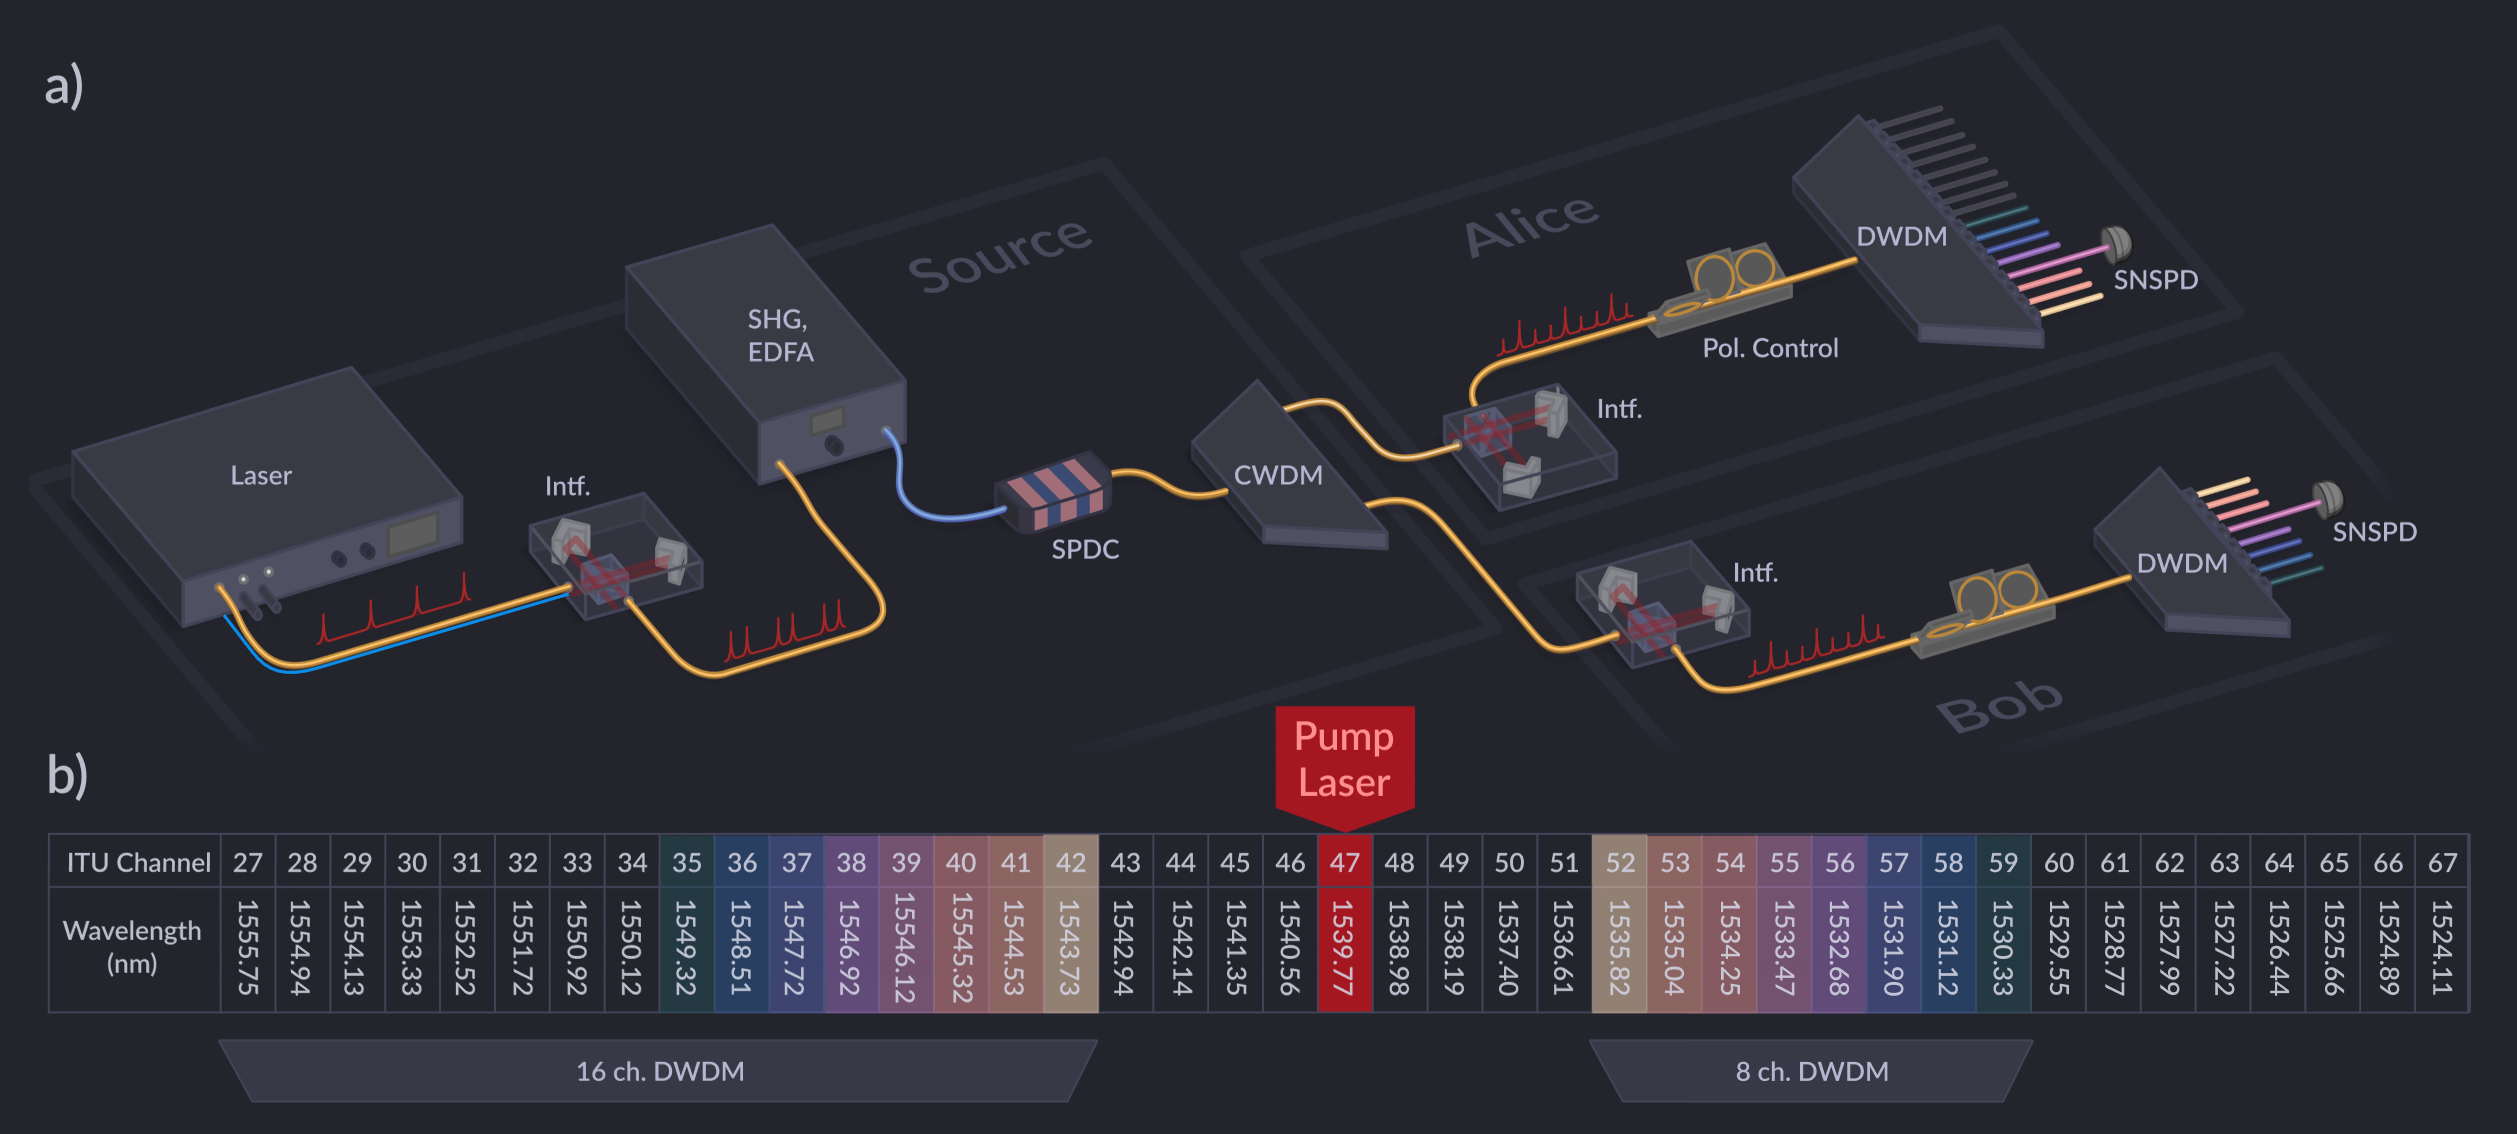 a)
Source
Alice
SHG,
EDFA
DWDM
SNSPD
Pol. Control
Laser
Intf.
Intf.
CWDM
SPDC
Intf.
DWDM
SNSPD
Bob
Pump
Laser
b)
ITU Channel 27 28 29 30 31 32 33 34 35 36 37 38 39 40 41 42 43 44 45 46 47 48 49 50 51 52 53 54 55 56 57 58 59 60 61 62 63 64 65 66 67
Wavelength
(nm)
1555.75 1554.94 1554.13 1553.33 1552.52 1551.72 1550.92 1550.12 1549.32 1548.51 1547.72 1546.92 15546.12 15545.32 1544.53 1543.73 1542.94 1542.14 1541.35 1540.56 1539.77 1538.98 1538.19 1537.40 1536.61 1535.82 1535.04 1534.25 1533.47 1532.68 1531.90 1531.12 1530.33 1529.55 1528.77 1527.99 1527.22 1526.44 1525.66 1524.89 1524.11
16 ch. DWDM
8 ch. DWDM